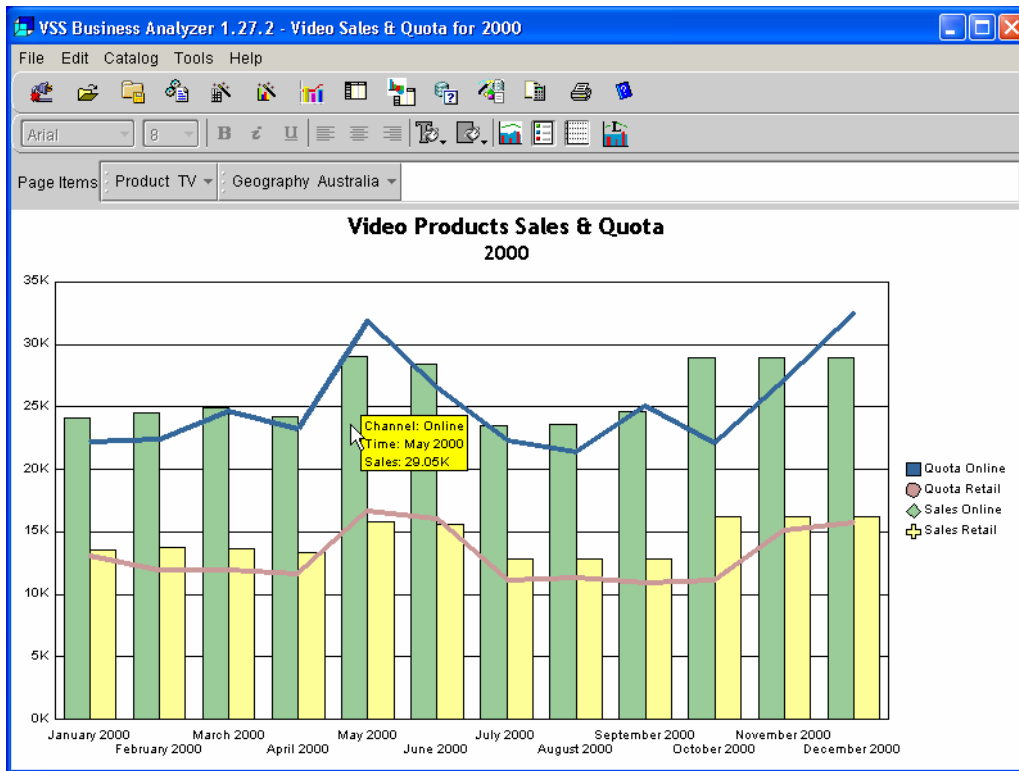 VSS Business Analyzer 1.27.2 - Video Sales & Quota for 2000
File Edit Catalog Tools Help
Arial 8 B i U
Page Items Product TV Geography Australia
Video Products Sales & Quota
2000
35K
30K
25K
20K
15K
10K
5K
0K
Channel: Online
Time: May 2000
Sales: 29.05K
Quota Online
Quota Retail
Sales Online
Sales Retail
January 2000 March 2000 May 2000 July 2000 September 2000 November 2000
February 2000 April 2000 June 2000 August 2000 October 2000 December 2000